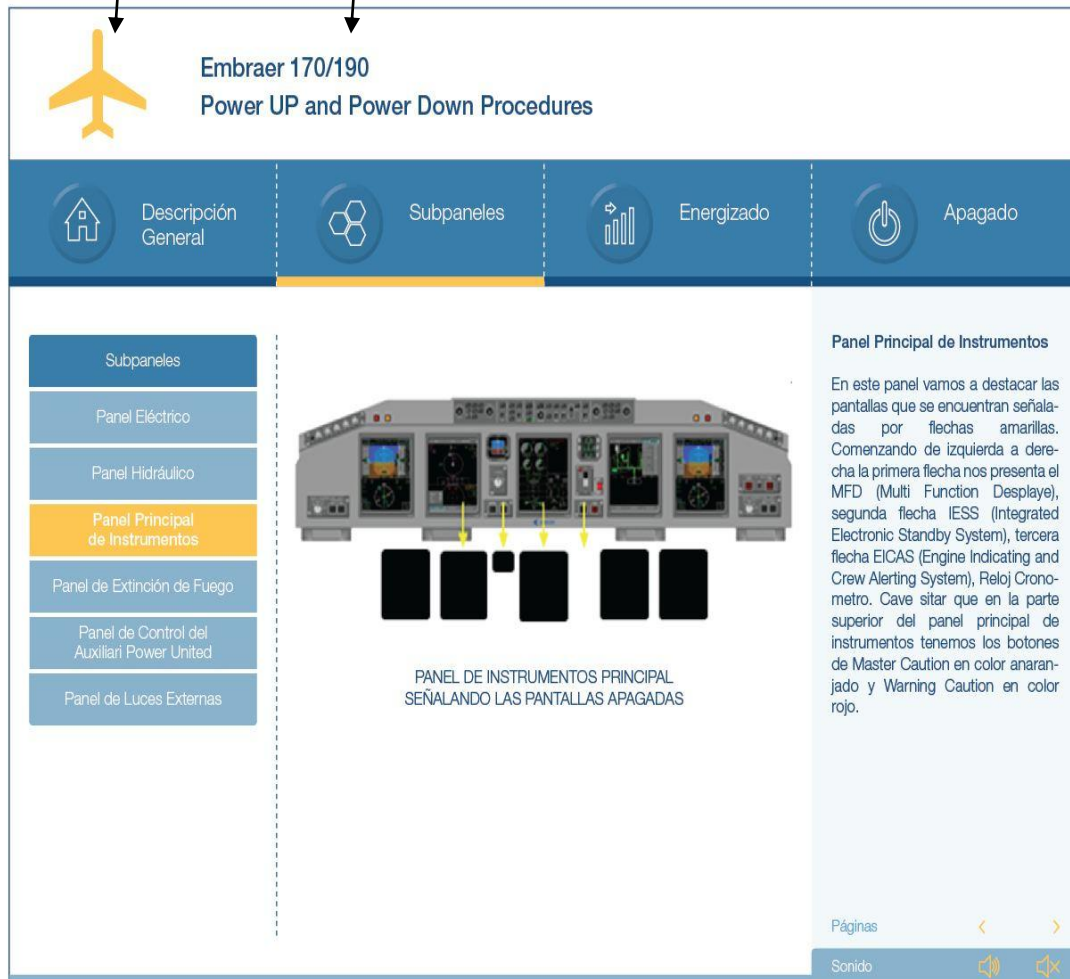 Embraer 170/190
Power UP and Power Down Procedures
Descripción
General
Subpaneles
Energizado
Apagado
Subpaneles
Panel Eléctrico
Panel Hidráulico
Panel Principal
de Instrumentos
Panel de Extinción de Fuego
Panel de Control del
Auxiliari Power United
Panel de Luces Externas
PANEL DE INSTRUMENTOS PRINCIPAL
SEÑALANDO LAS PANTALLAS APAGADAS
Panel Principal de Instrumentos
En este panel vamos a destacar las
pantallas que se encuentran señala-
das por flechas amarillas.
Comenzando de izquierda a dere-
cha la primera flecha nos presenta el
MFD (Multi Function Desplaye),
segunda flecha IESS (Integrated
Electronic Standby System), tercera
flecha EICAS (Engine Indicating and
Crew Alerting System), Reloj Crono-
metro. Cave sitar que en la parte
superior del panel principal de
instrumentos tenemos los botones
de Master Caution en color anaran-
jado y Warning Caution en color
rojo.
Páginas
Sonido